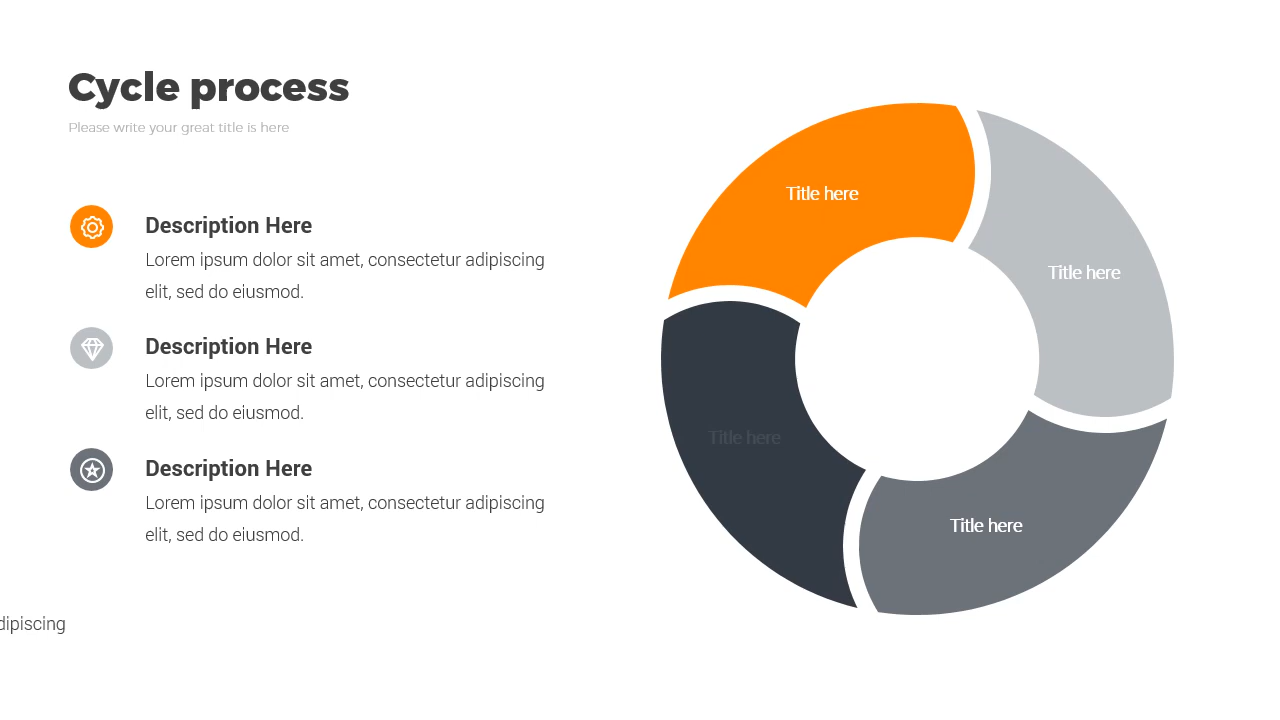 Cycle process
Please write your great title is here
Description Here
Lorem ipsum dolor sit amet, consectetur adipiscing
elit, sed do eiusmod.
Description Here
Lorem ipsum dolor sit amet, consectetur adipiscing
elit, sed do eiusmod.
Description Here
Lorem ipsum dolor sit amet, consectetur adipiscing
elit, sed do eiusmod.
dipiscing
Title here
Title here
Title here
Title here